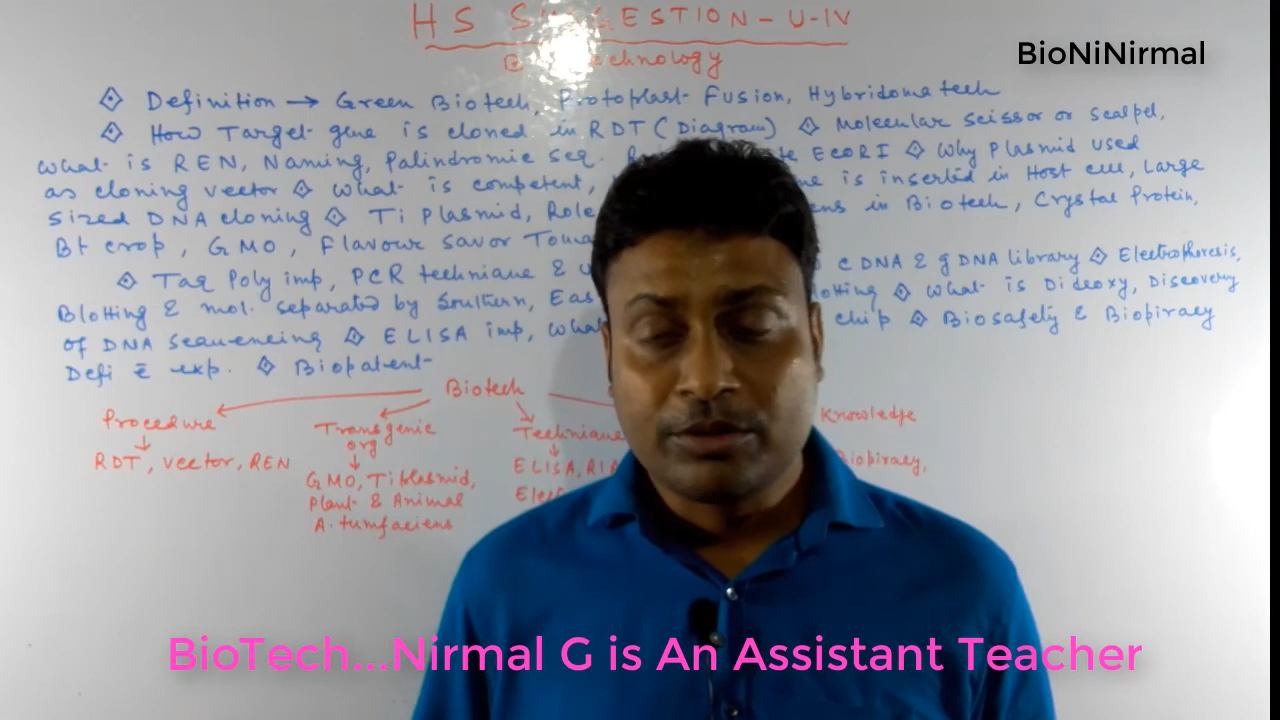 HS SUGGESTION - U-IV
BioNiNirmal
Biotechnology
Definition → Green Biotech, Protoplast Fusion, Hybridoma tech
How Target gene is cloned in RDT (Diagram) Molecular scissor or scalpel,
What is REN, Naming, Palindromic seq. EcoRI Why Plasmid used
as cloning vector What is competent, is inserted in Host cell, Large
Sized DNA cloning Ti Plasmid, Role in Biotech, Crystal Protein,
Bt crop, GMO, Flavour Savor
Taq Poly imp, PCR technique & cDNA & gDNA library Electrophoresis,
Blotting & mol. separated by Southern, What is Dideoxy, Discovery
of DNA sequencing ELISA imp, chip Biosafety & Biopiracy
Defi c̄ exp. Biopatent
Biotech
Procedure
RDT, vector, REN
Transgenic
org
GMO, Ti plasmid,
Plant & Animal
A. tumfaciens
Technique
ELISA,
Knowledge
Biopiracy,
BioTech...Nirmal G is An Assistant Teacher